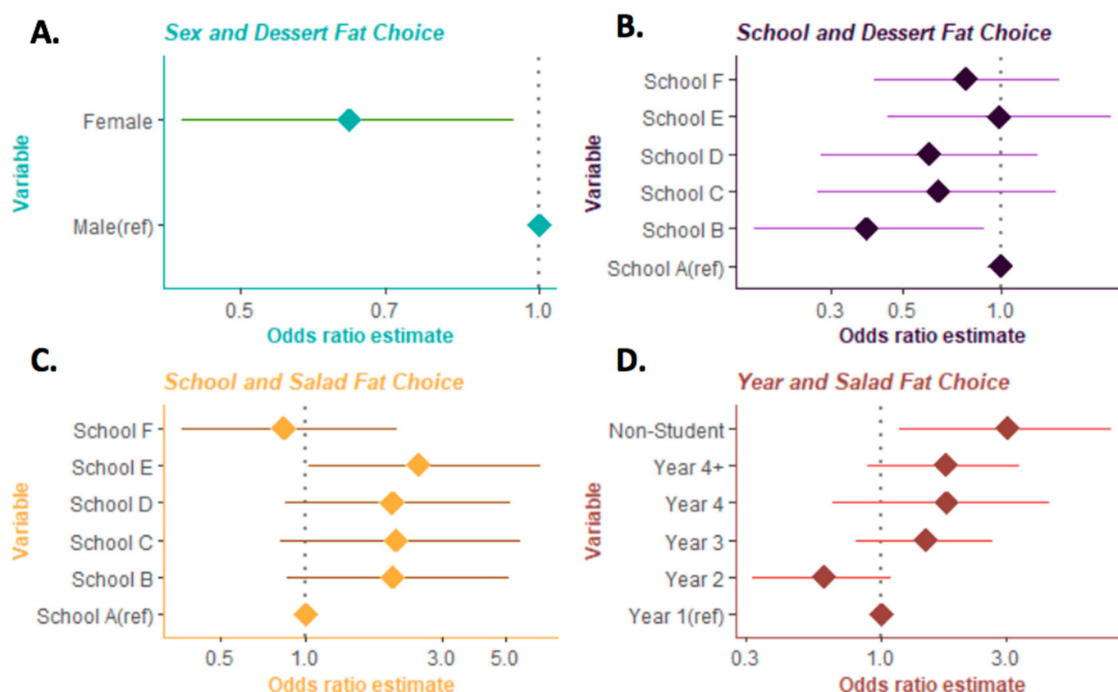 A.
Sex and Dessert Fat Choice
Variable
Female
Male(ref)
0.5 0.7 1.0
Odds ratio estimate
B.
School and Dessert Fat Choice
Variable
School F
School E
School D
School C
School B
School A(ref)
0.3 0.5 1.0
Odds ratio estimate
C.
School and Salad Fat Choice
Variable
School F
School E
School D
School C
School B
School A(ref)
0.5 1.0 3.0 5.0
Odds ratio estimate
D.
Year and Salad Fat Choice
Variable
Non-Student
Year 4+
Year 4
Year 3
Year 2
Year 1(ref)
0.3 1.0 3.0
Odds ratio estimate